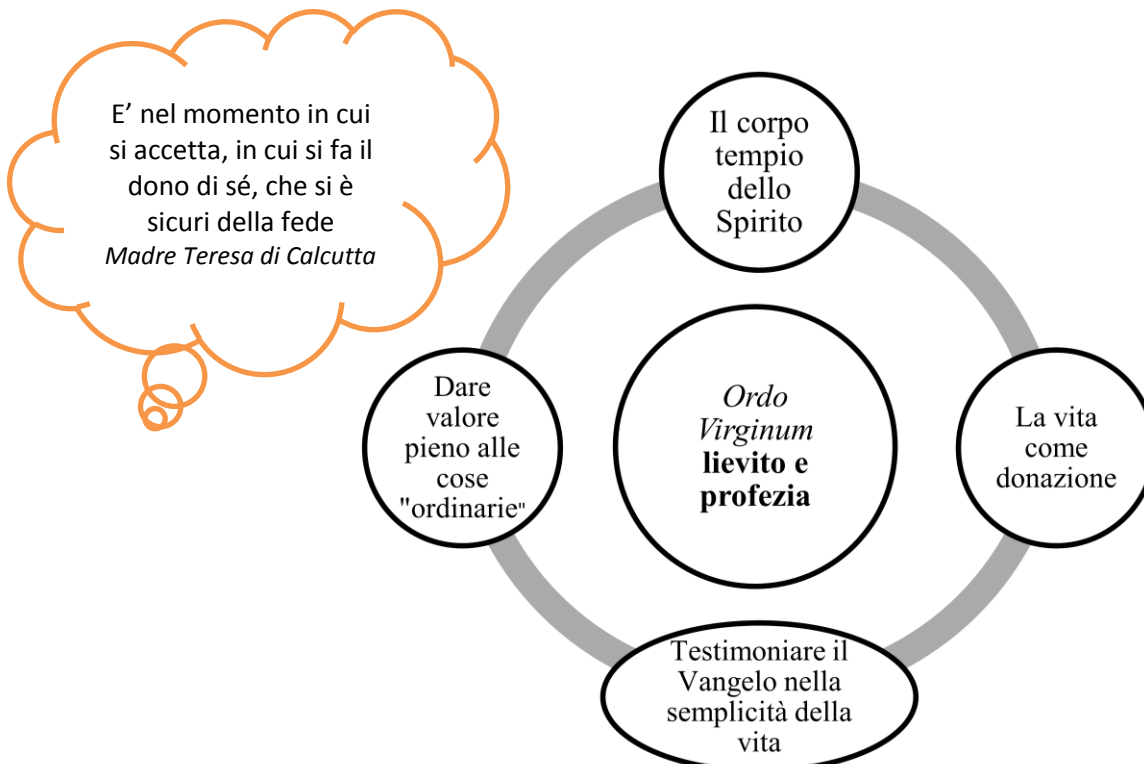 E’ nel momento in cui
si accetta, in cui si fa il
dono di sé, che si è
sicuri della fede
Madre Teresa di Calcutta
Il corpo
tempio
dello
Spirito
Dare
valore
pieno alle
cose
"ordinarie"
Ordo
Virginum
lievito e
profezia
La vita
come
donazione
Testimoniare il
Vangelo nella
semplicità della
vita